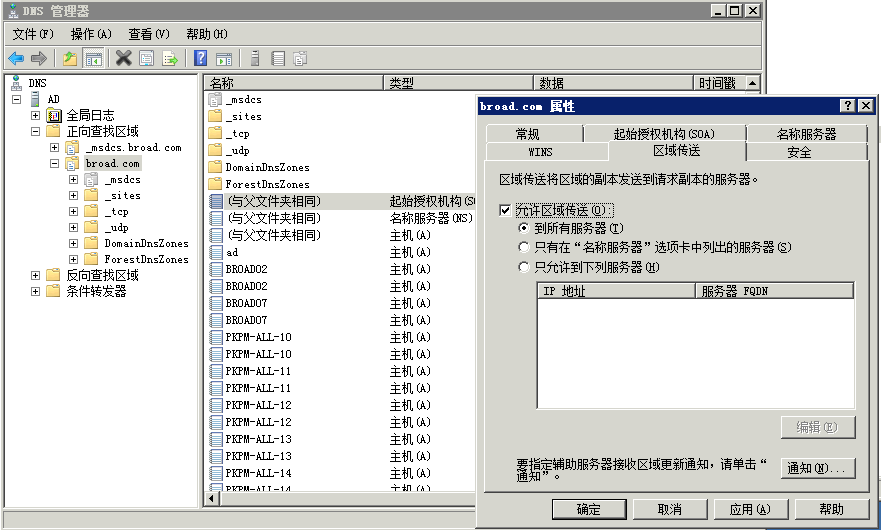 DNS 管理器
文件(F) 操作(A) 查看(V) 帮助(H)
DNS
AD
全局日志
正向查找区域
_msdcs.broad.com
broad.com
_msdcs
_sites
_tcp
_udp
DomainDnsZones
ForestDnsZones
反向查找区域
条件转发器
名称 类型 数据 时间戳
_msdcs
_sites
_tcp
_udp
DomainDnsZones
ForestDnsZones
(与父文件夹相同) 起始授权机构(SO
(与父文件夹相同) 名称服务器(NS)
(与父文件夹相同) 主机(A)
ad 主机(A)
BROAD02 主机(A)
BROAD02 主机(A)
BROAD07 主机(A)
BROAD07 主机(A)
PKPM-ALL-10 主机(A)
PKPM-ALL-10 主机(A)
PKPM-ALL-11 主机(A)
PKPM-ALL-11 主机(A)
PKPM-ALL-12 主机(A)
PKPM-ALL-12 主机(A)
PKPM-ALL-13 主机(A)
PKPM-ALL-13 主机(A)
PKPM-ALL-14 主机(A)
PKPM-ALL-14 主机(A)
broad.com 属性
常规 起始授权机构(SOA) 名称服务器
WINS 区域传送 安全
区域传送将区域的副本发送到请求副本的服务器。
允许区域传送(O):
到所有服务器(T)
只有在“名称服务器”选项卡中列出的服务器(S)
只允许到下列服务器(H)
IP 地址 服务器 FQDN
编辑(E)
要指定辅助服务器接收区域更新通知，请单击“
通知”。
通知(N)...
确定 取消 应用(A) 帮助